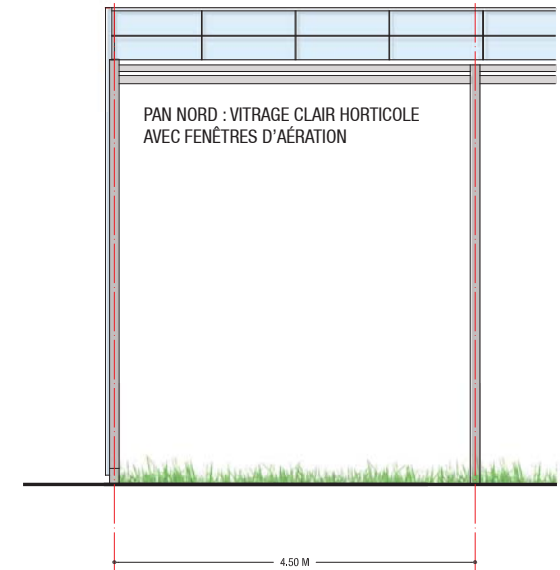 PAN NORD : VITRAGE CLAIR HORTICOLE
AVEC FENÊTRES D'AÉRATION
4.50 M